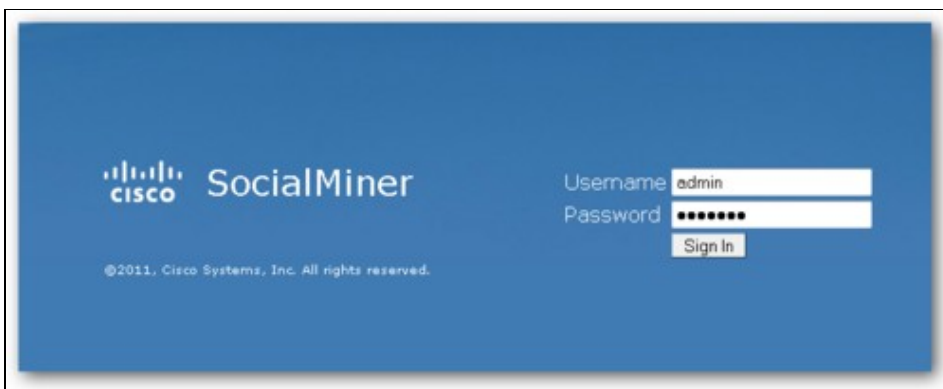 CISCO SocialMiner
Username admin
Password •••••••
Sign In
©2011, Cisco Systems, Inc. All rights reserved.